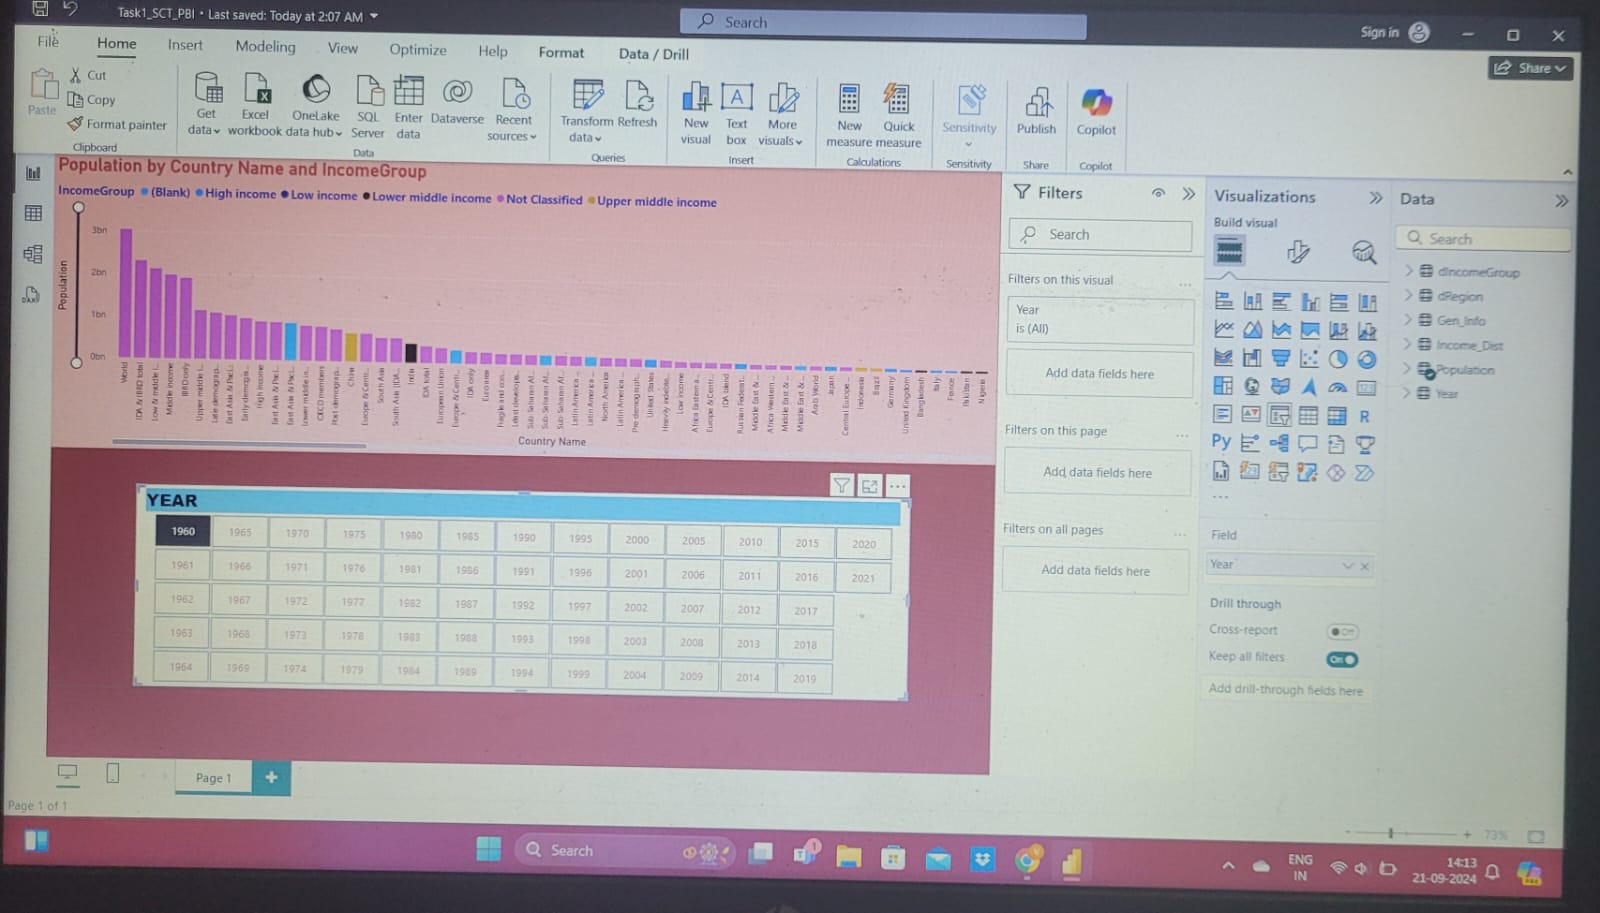 Task1_SCT_PBI • Last saved: Today at 2:07 AM
Search
Sign in
File
Home
Insert
Modeling
View
Optimize
Help
Format
Data / Drill
Share
Paste
Cut
Copy
Format painter
Clipboard
Get data
Excel workbook
OneLake data hub
SQL Server
Enter data
Dataverse
Recent sources
Data
Transform data
Refresh
Queries
New visual
Text box
More visuals
Insert
New measure
Quick measure
Calculations
Sensitivity
Sensitivity
Publish
Share
Copilot
Copilot
Population by Country Name and IncomeGroup
IncomeGroup (Blank) High income Low income Lower middle income Not Classified Upper middle income
Population
3bn
2bn
1bn
0bn
World
IDA & IBRD total
Low & middle i...
Middle income
IBRD only
Upper middle i...
Late-demograp...
East Asia & Paci...
Early-demogra...
High income
East Asia & Paci...
East Asia & Paci...
Lower middle in...
OECD members
Post-demograp...
China
Europe & Centr...
South Asia
South Asia (IDA...
India
IDA total
European Union
Europe & Centr...
IDA only
Euro area
Fragile and con...
Least develope...
Sub-Saharan Af...
Sub-Saharan Af...
Sub-Saharan Af...
Latin America ...
Latin America ...
North America
Latin America ...
Pre-demograph...
United States
Heavily indebte...
Low income
Africa Eastern a...
Europe & Centr...
IDA blend
Russian Federat...
Middle East & ...
Africa Western ...
Middle East & ...
Middle East & ...
Arab World
Japan
Central Europe ...
Indonesia
Brazil
Germany
United Kingdom
Bangladesh
Italy
France
Pakistan
Nigeria
Country Name
YEAR
1960 1965 1970 1975 1980 1985 1990 1995 2000 2005 2010 2015 2020
1961 1966 1971 1976 1981 1986 1991 1996 2001 2006 2011 2016 2021
1962 1967 1972 1977 1982 1987 1992 1997 2002 2007 2012 2017
1963 1968 1973 1978 1983 1988 1993 1998 2003 2008 2013 2018
1964 1969 1974 1979 1984 1989 1994 1999 2004 2009 2014 2019
Filters
Search
Filters on this visual
Year
is (All)
Add data fields here
Filters on this page
Add data fields here
Filters on all pages
Add data fields here
Visualizations
Build visual
R
Py
123
Field
Year
Drill through
Cross-report
Off
Keep all filters
On
Add drill-through fields here
Data
Search
dIncomeGroup
dRegion
Gen_Info
Income_Dist
Population
Year
Page 1
Page 1 of 1
73%
Search
1
ENG
IN
14:13
21-09-2024